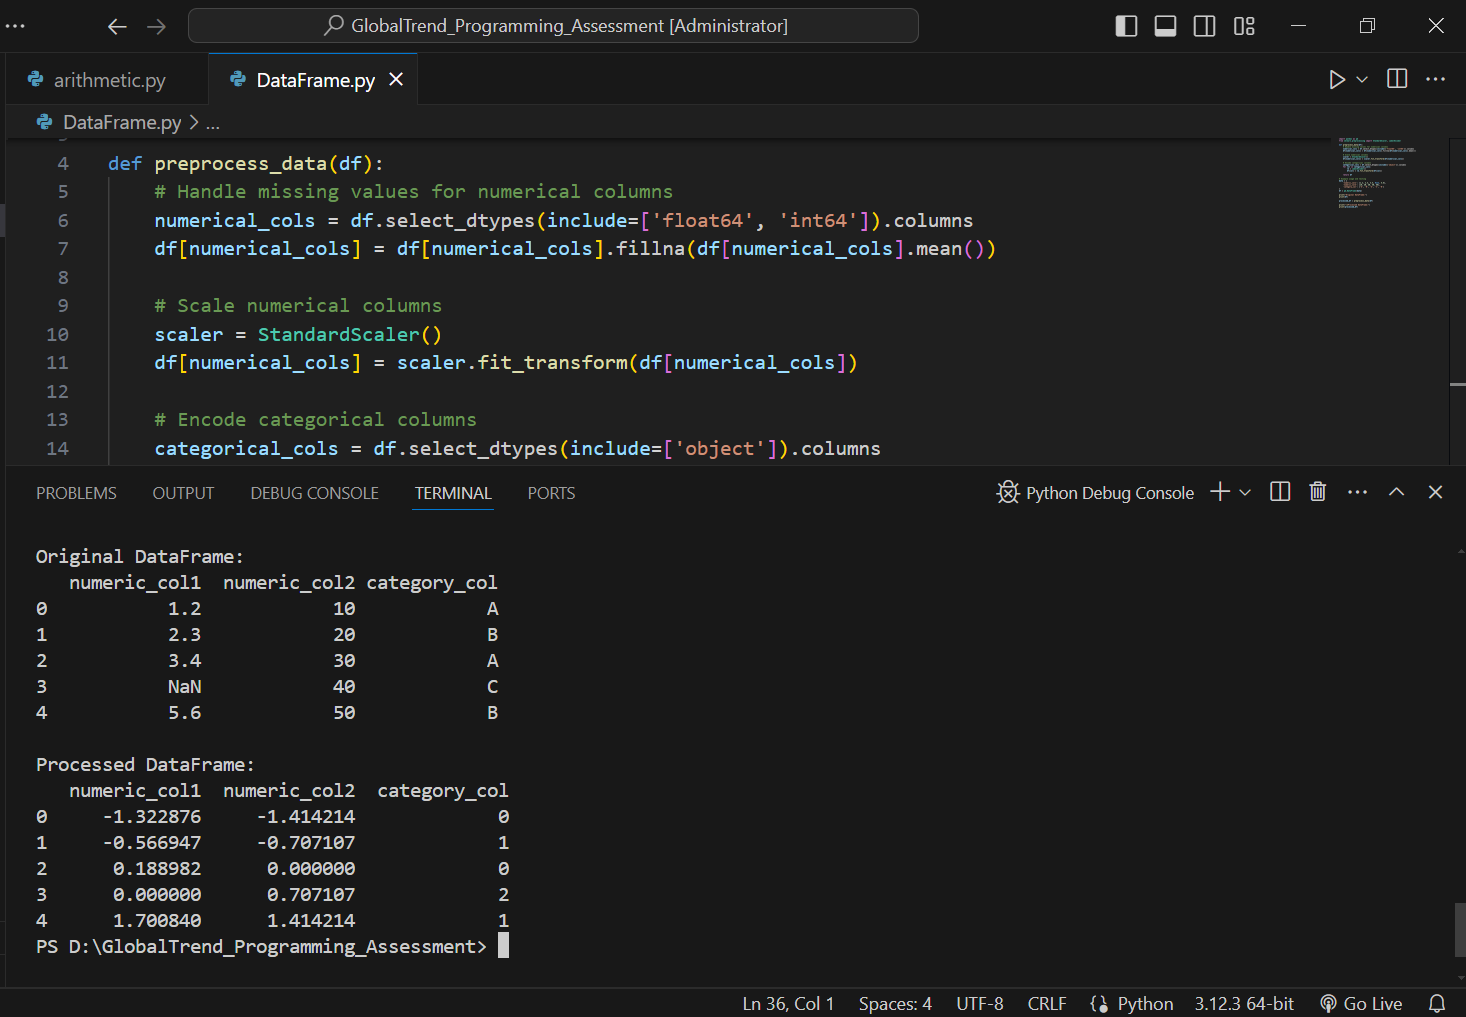 GlobalTrend_Programming_Assessment [Administrator]
arithmetic.py
DataFrame.py
DataFrame.py > ...
4 def preprocess_data(df):
5 # Handle missing values for numerical columns
6 numerical_cols = df.select_dtypes(include=['float64', 'int64']).columns
7 df[numerical_cols] = df[numerical_cols].fillna(df[numerical_cols].mean())
8
9 # Scale numerical columns
10 scaler = StandardScaler()
11 df[numerical_cols] = scaler.fit_transform(df[numerical_cols])
12
13 # Encode categorical columns
14 categorical_cols = df.select_dtypes(include=['object']).columns
PROBLEMS OUTPUT DEBUG CONSOLE TERMINAL PORTS
Python Debug Console
Original DataFrame:
numeric_col1 numeric_col2 category_col
0 1.2 10 A
1 2.3 20 B
2 3.4 30 A
3 NaN 40 C
4 5.6 50 B
Processed DataFrame:
numeric_col1 numeric_col2 category_col
0 -1.322876 -1.414214 0
1 -0.566947 -0.707107 1
2 0.188982 0.000000 0
3 0.000000 0.707107 2
4 1.700840 1.414214 1
PS D:\GlobalTrend_Programming_Assessment>
Ln 36, Col 1 Spaces: 4 UTF-8 CRLF Python 3.12.3 64-bit Go Live